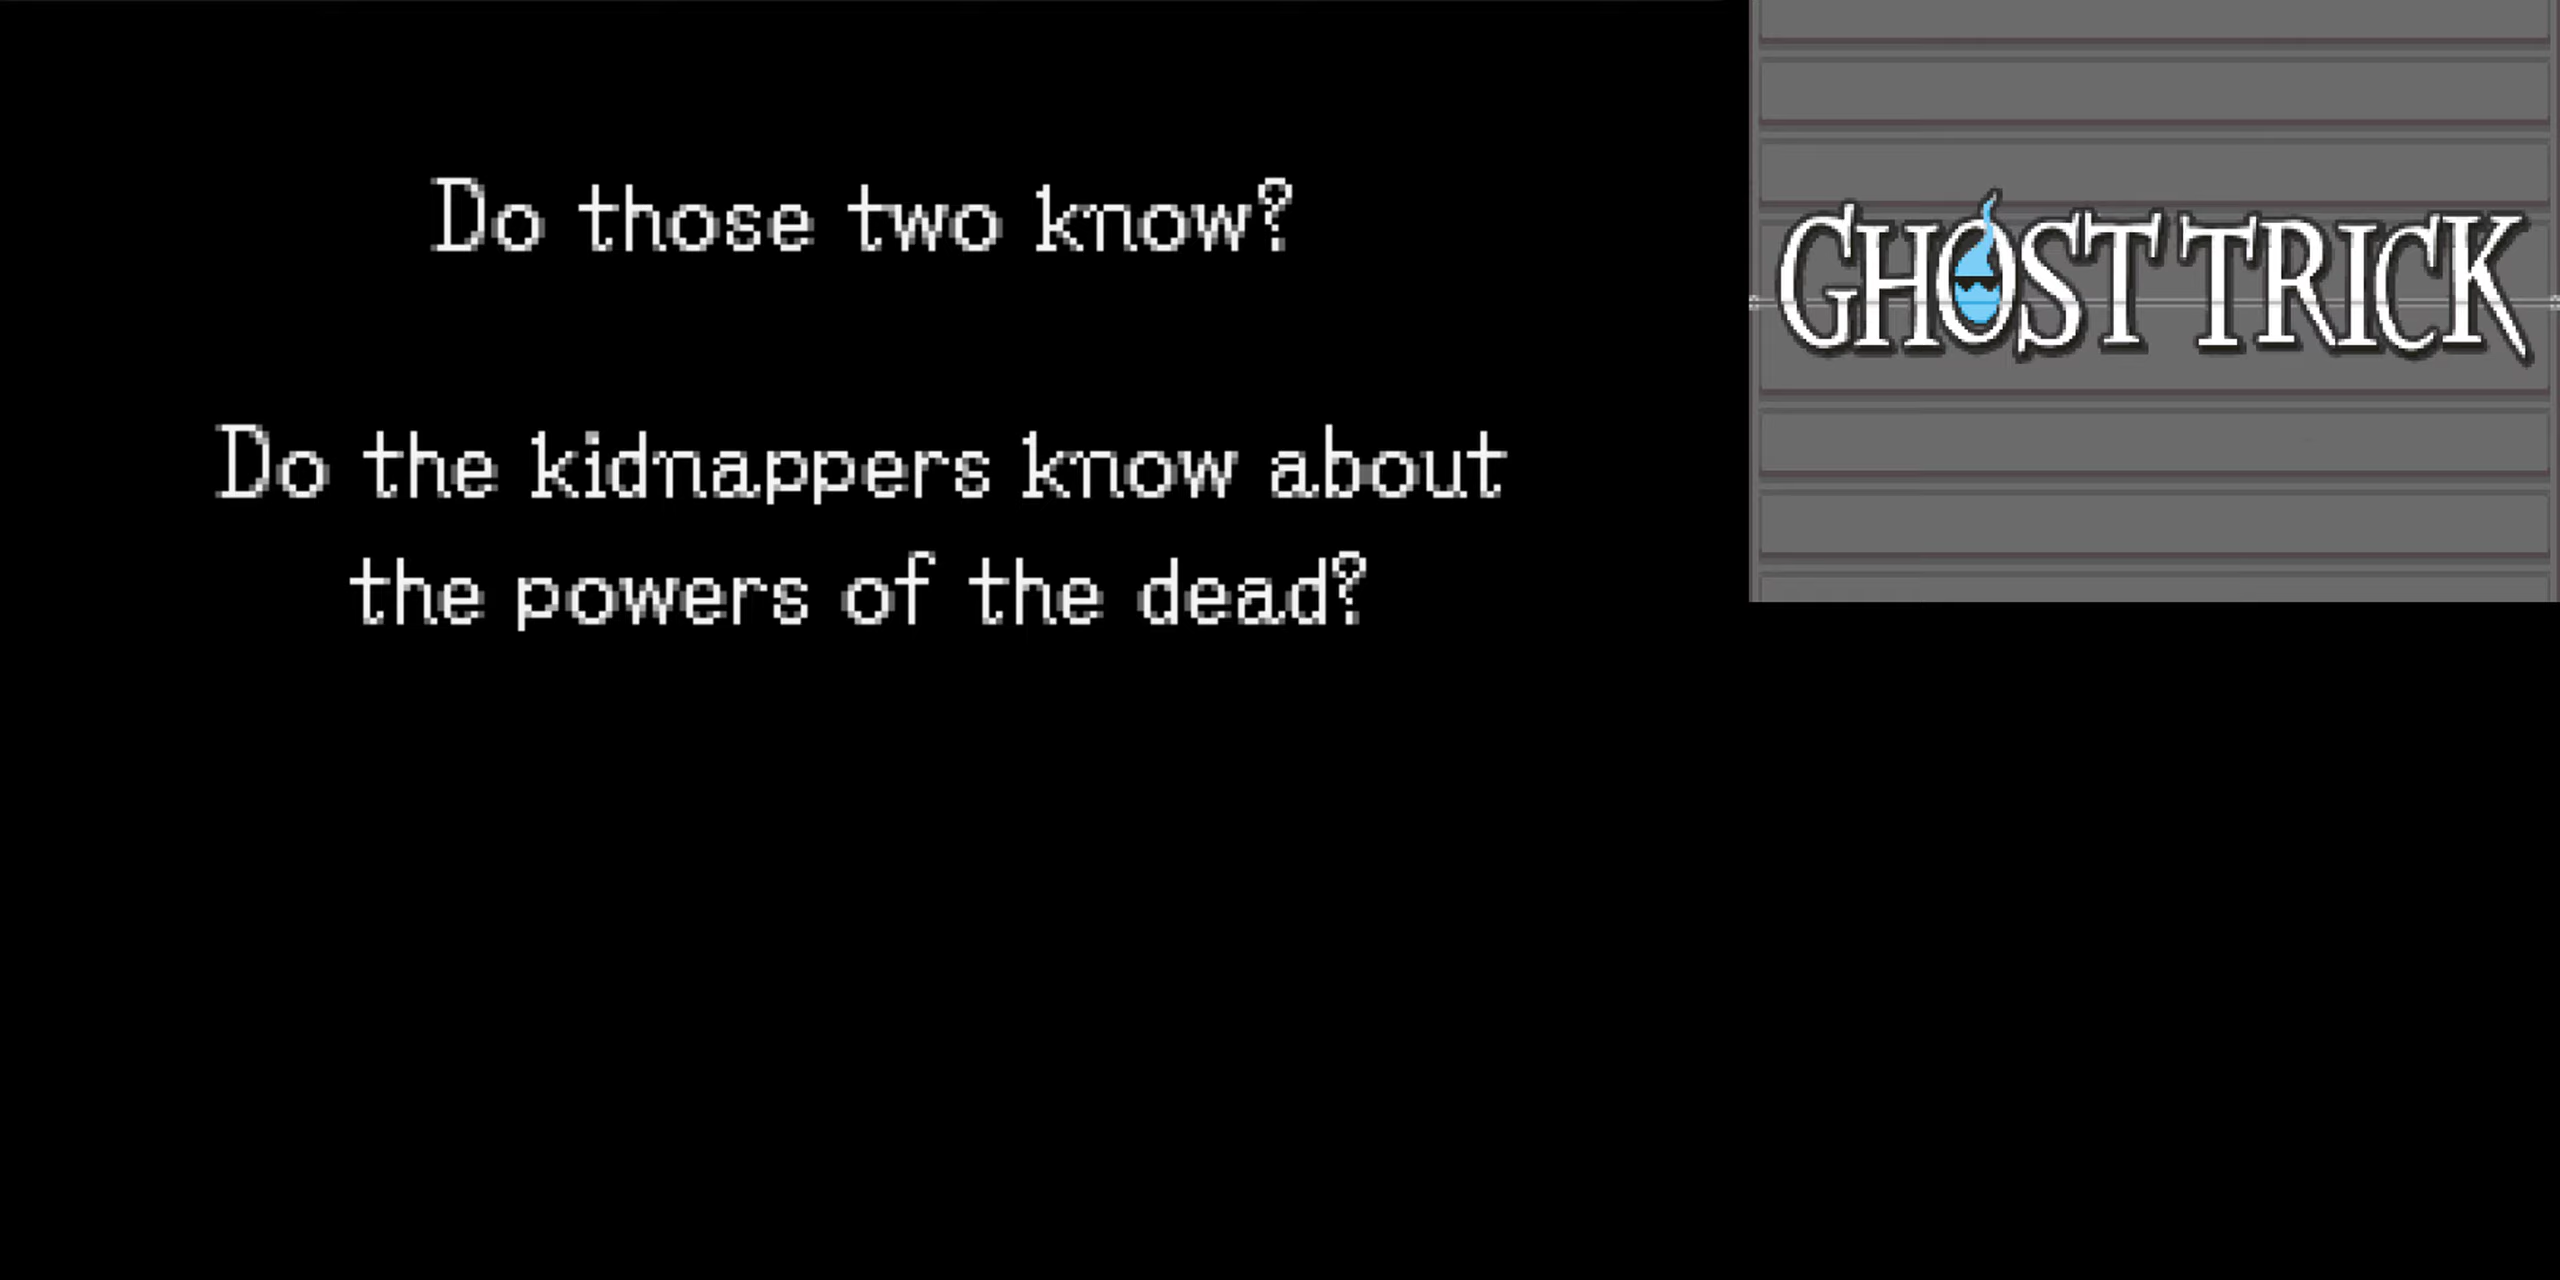 Do those two know?
Do the kidnappers know about
the powers of the dead?
GHOST TRICK